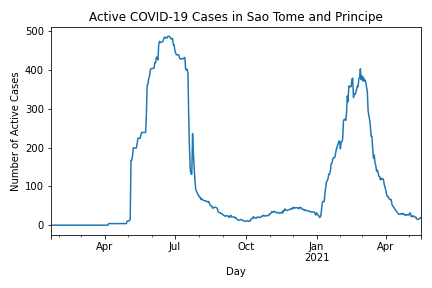 Active COVID-19 Cases in Sao Tome and Principe
Number of Active Cases
500
400
300
200
100
0
Apr
Jul
Oct
Jan
2021
Apr
Day